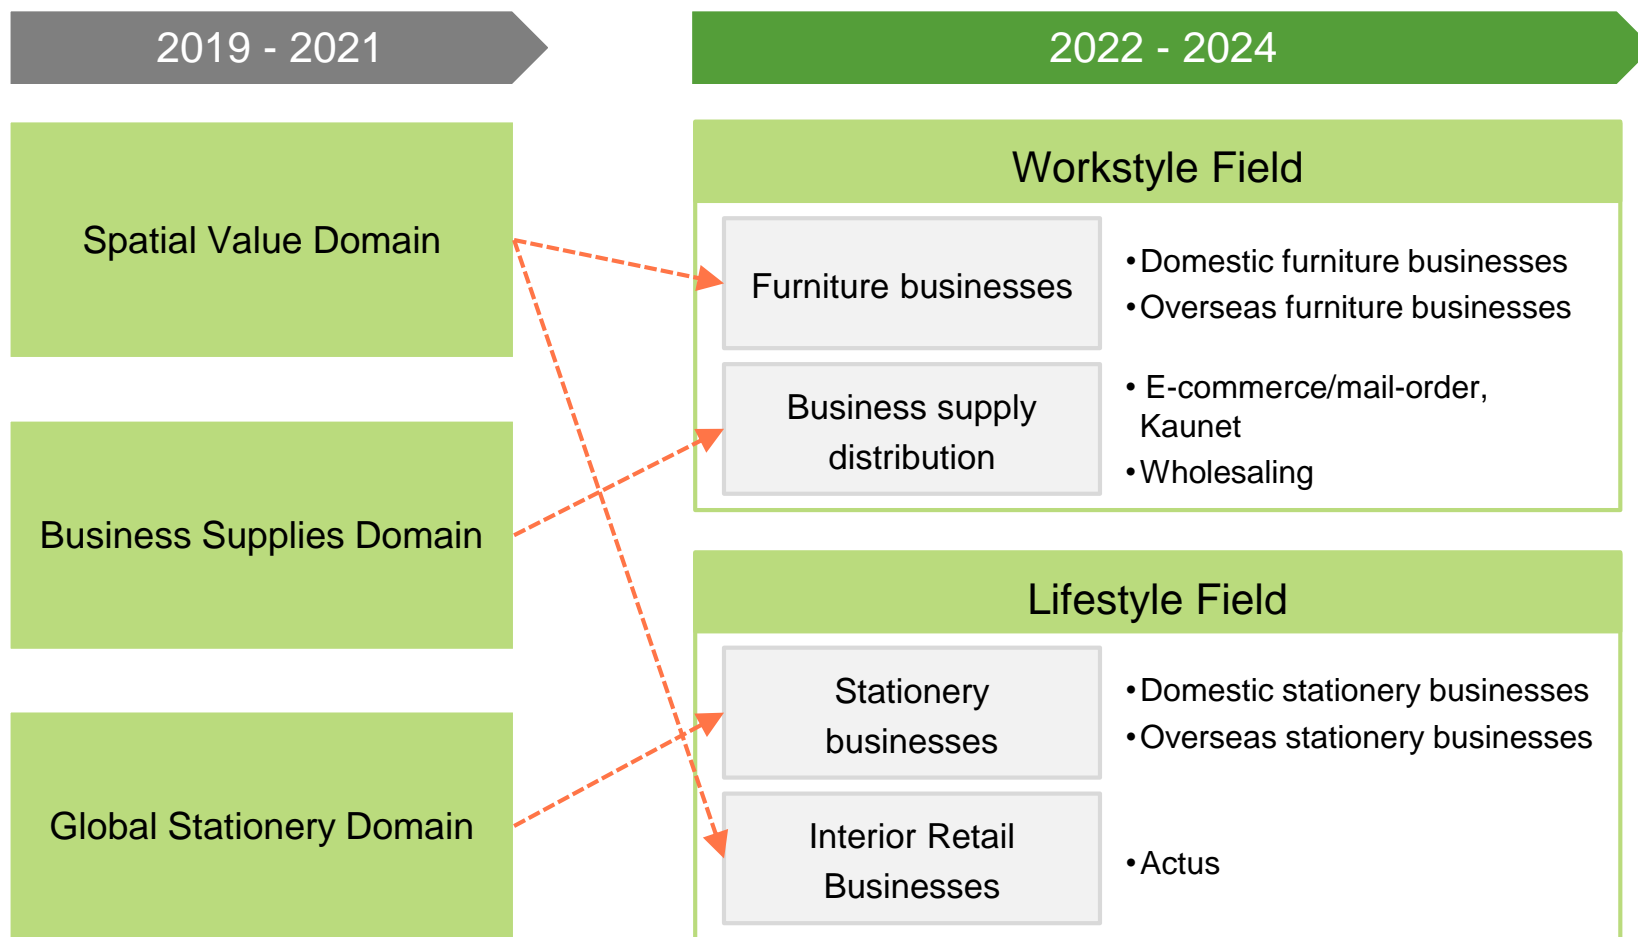 2019 - 2021
2022 - 2024
Spatial Value Domain
Business Supplies Domain
Global Stationery Domain
Workstyle Field
Furniture businesses
•Domestic furniture businesses
•Overseas furniture businesses
Business supply
distribution
• E-commerce/mail-order,
Kaunet
•Wholesaling
Lifestyle Field
Stationery
businesses
•Domestic stationery businesses
•Overseas stationery businesses
Interior Retail
Businesses
•Actus